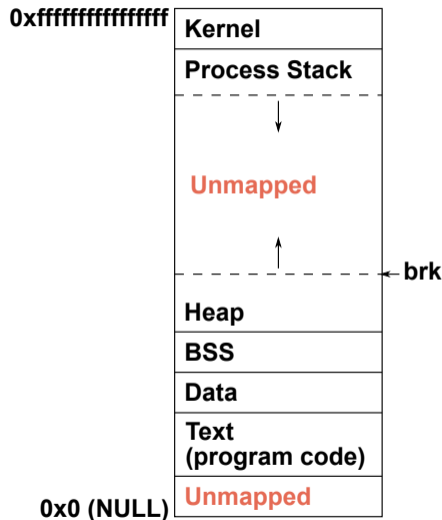 0xffffffffffffffff
Kernel
Process Stack
Unmapped
brk
Heap
BSS
Data
Text
(program code)
Unmapped
0x0 (NULL)